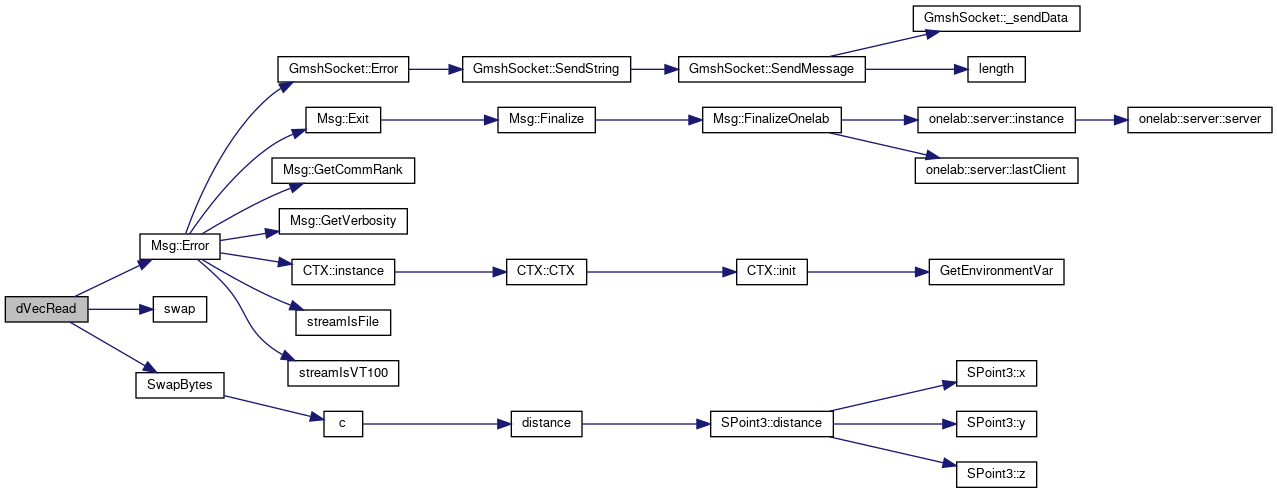 GmshSocket::_sendData
GmshSocket::Error
GmshSocket::SendString
GmshSocket::SendMessage
length
Msg::Exit
Msg::Finalize
Msg::FinalizeOnelab
onelab::server::instance
onelab::server::server
Msg::GetCommRank
onelab::server::lastClient
Msg::GetVerbosity
Msg::Error
CTX::instance
CTX::CTX
CTX::init
GetEnvironmentVar
dVecRead
swap
streamIsFile
streamIsVT100
SPoint3::x
SwapBytes
c
distance
SPoint3::distance
SPoint3::y
SPoint3::z